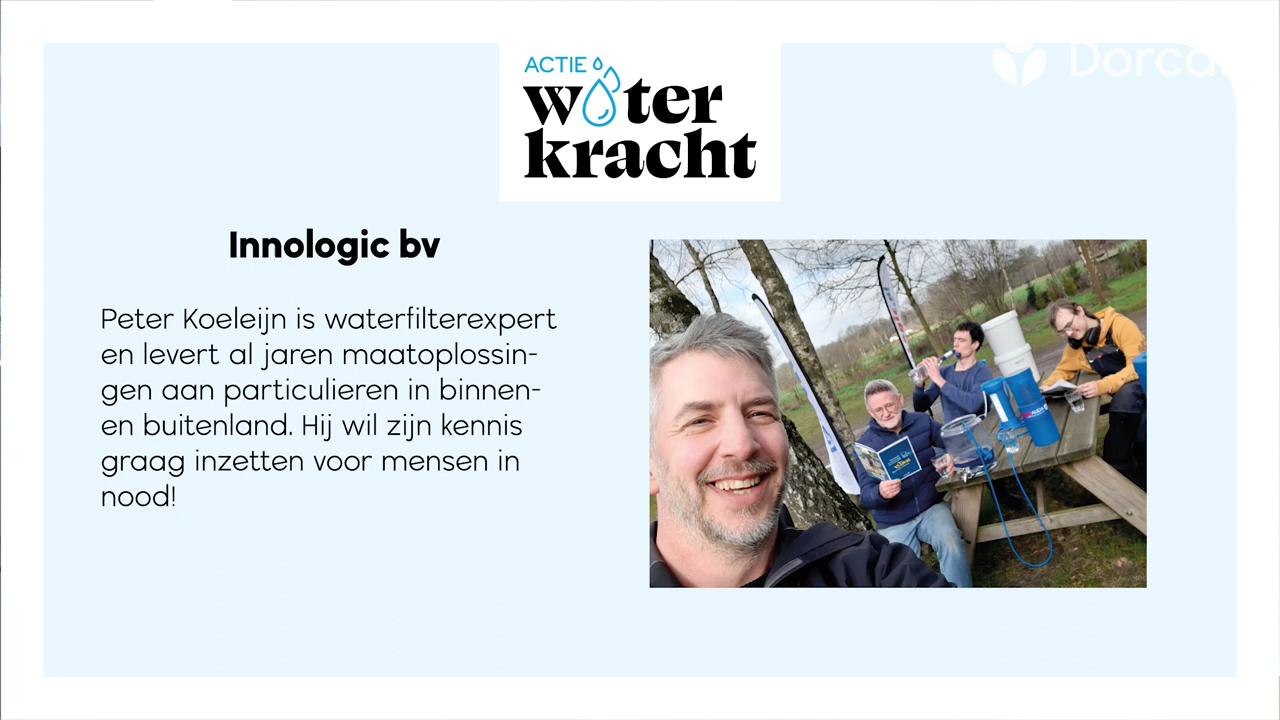 Dorcas
ACTIE
water
kracht
Innologic bv
Peter Koeleijn is waterfilterexpert
en levert al jaren maatoplossin-
gen aan particulieren in binnen-
en buitenland. Hij wil zijn kennis
graag inzetten voor mensen in
nood!